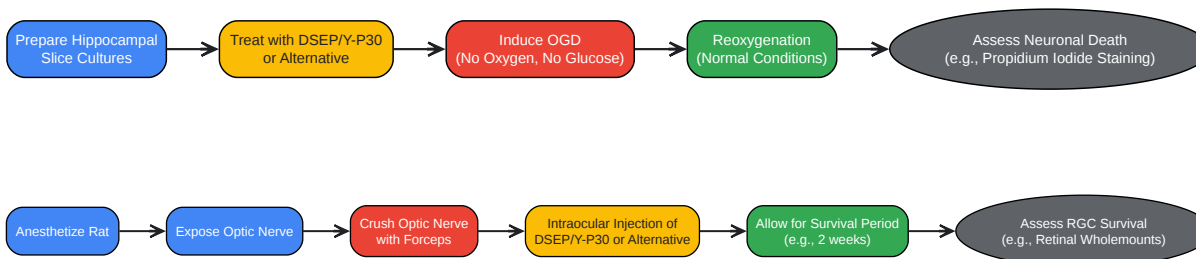 Prepare Hippocampal
Slice Cultures
Treat with DSEP/Y-P30
or Alternative
Induce OGD
(No Oxygen, No Glucose)
Reoxygenation
(Normal Conditions)
Assess Neuronal Death
(e.g., Propidium Iodide Staining)
Anesthetize Rat
Expose Optic Nerve
Crush Optic Nerve
with Forceps
Intraocular Injection of
DSEP/Y-P30 or Alternative
Allow for Survival Period
(e.g., 2 weeks)
Assess RGC Survival
(e.g., Retinal Wholemounts)